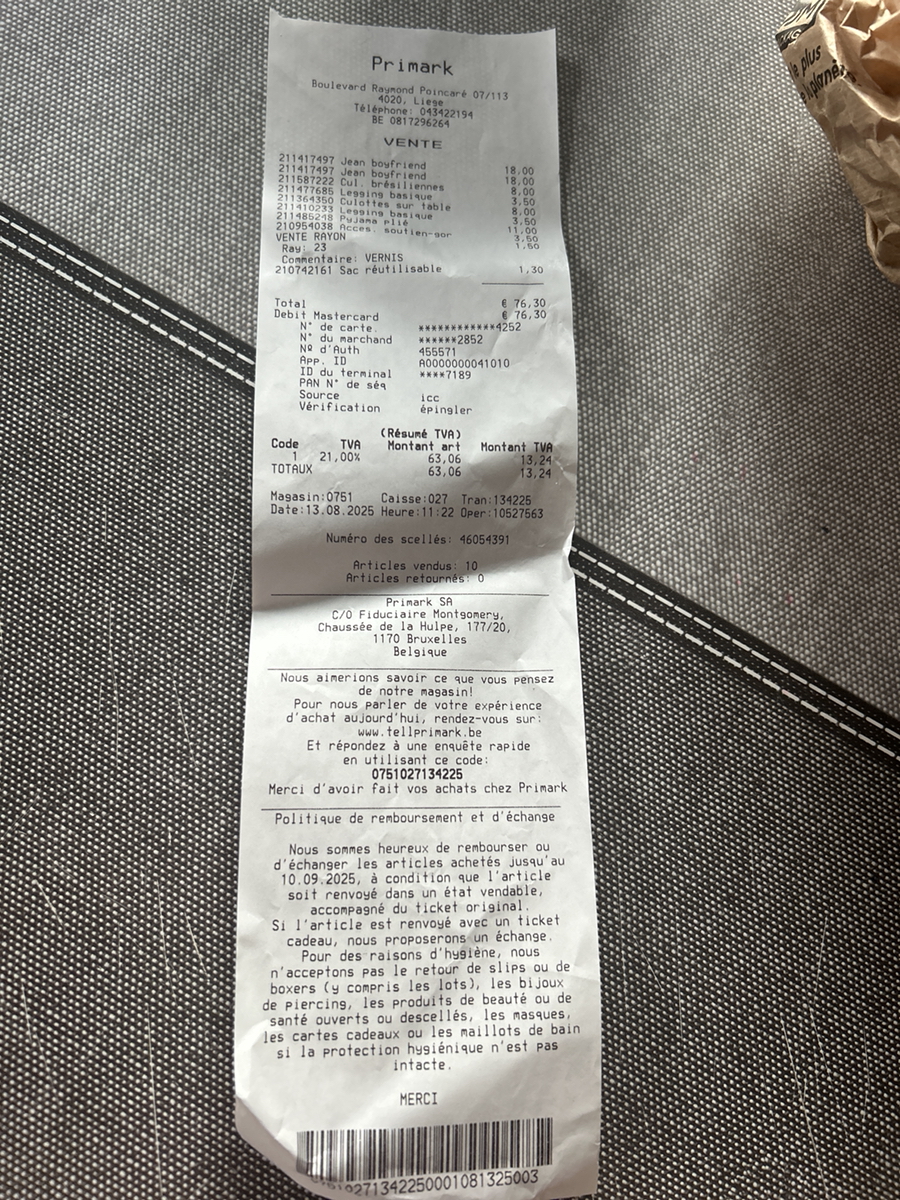 Primark
Boulevard Raymond Poincaré 07/113
4020, Liege
Téléphone: 043422194
BE 0817296264
VENTE
211417497 Jean boyfriend 18,00
211417497 Jean boyfriend 18,00
211587222 Cul. brésiliennes 8,00
211477685 Legging basique 3,50
211364350 Culottes sur table 8,00
211410233 Legging basique 3,50
211485248 Pyjama plié 11,00
210954038 Acces. soutien-gor 3,50
VENTE RAYON 1,50
Ray: 23
Commentaire: VERNIS
210742161 Sac réutilisable 1,30
Total € 76,30
Debit Mastercard € 76,30
N° de carte. ************4252
N° du marchand ******2852
Nº d'Auth 455571
App. ID A0000000041010
ID du terminal ****7189
PAN N° de séq
Source icc
Vérification épingler
(Résumé TVA)
Code TVA Montant art Montant TVA
1 21,00% 63,06 13,24
TOTAUX 63,06 13,24
Magasin:0751 Caisse:027 Tran:134225
Date:13.08.2025 Heure:11:22 Oper:10527563
Numéro des scellés: 46054391
Articles vendus: 10
Articles retournés: 0
Primark SA
C/O Fiduciaire Montgomery,
Chaussée de la Hulpe, 177/20,
1170 Bruxelles
Belgique
Nous aimerions savoir ce que vous pensez
de notre magasin!
Pour nous parler de votre expérience
d'achat aujourd'hui, rendez-vous sur:
www.tellprimark.be
Et répondez à une enquête rapide
en utilisant ce code:
0751027134225
Merci d'avoir fait vos achats chez Primark
Politique de remboursement et d'échange
Nous sommes heureux de rembourser ou
d'échanger les articles achetés jusqu'au
10.09.2025, à condition que l'article
soit renvoyé dans un état vendable,
accompagné du ticket original.
Si l'article est renvoyé avec un ticket
cadeau, nous proposerons un échange.
Pour des raisons d'hygiène, nous
n'acceptons pas le retour de slips ou de
boxers (y compris les lots), les bijoux
de piercing, les produits de beauté ou de
santé ouverts ou descellés, les masques,
les cartes cadeaux ou les maillots de bain
si la protection hygiénique n'est pas
intacte.
MERCI
plus